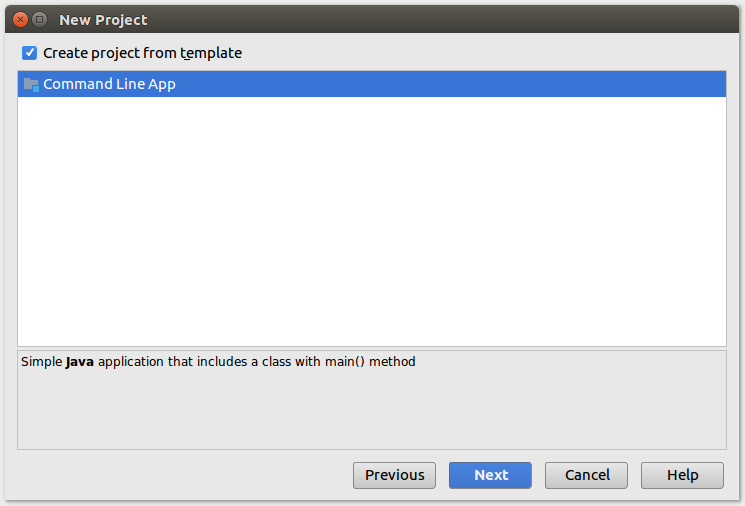 New Project
Create project from template
Command Line App
Simple Java application that includes a class with main() method
Previous Next Cancel Help